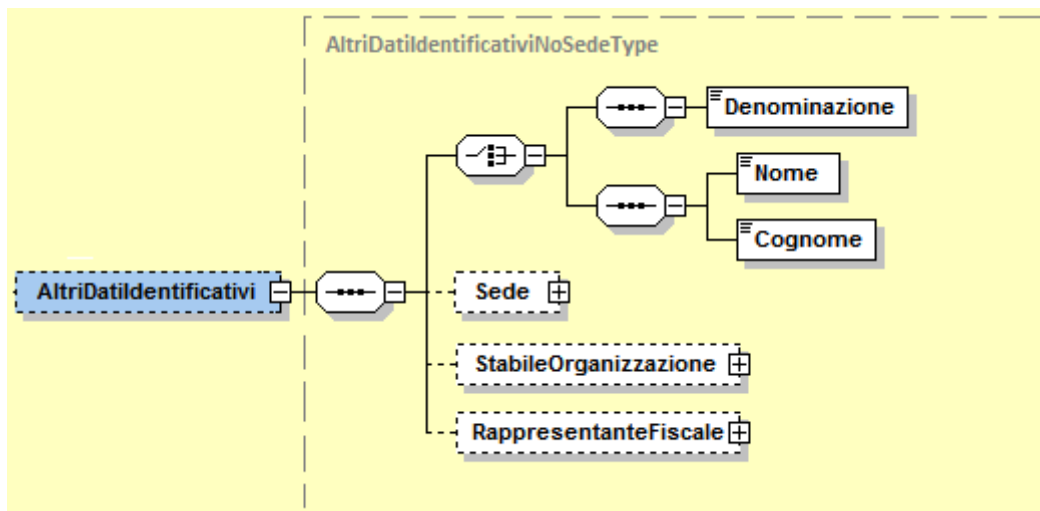 AltriDatiIdentificativiNoSedeType
Denominazione
Nome
Cognome
AltriDatiIdentificativi
Sede
StabileOrganizzazione
RappresentanteFiscale